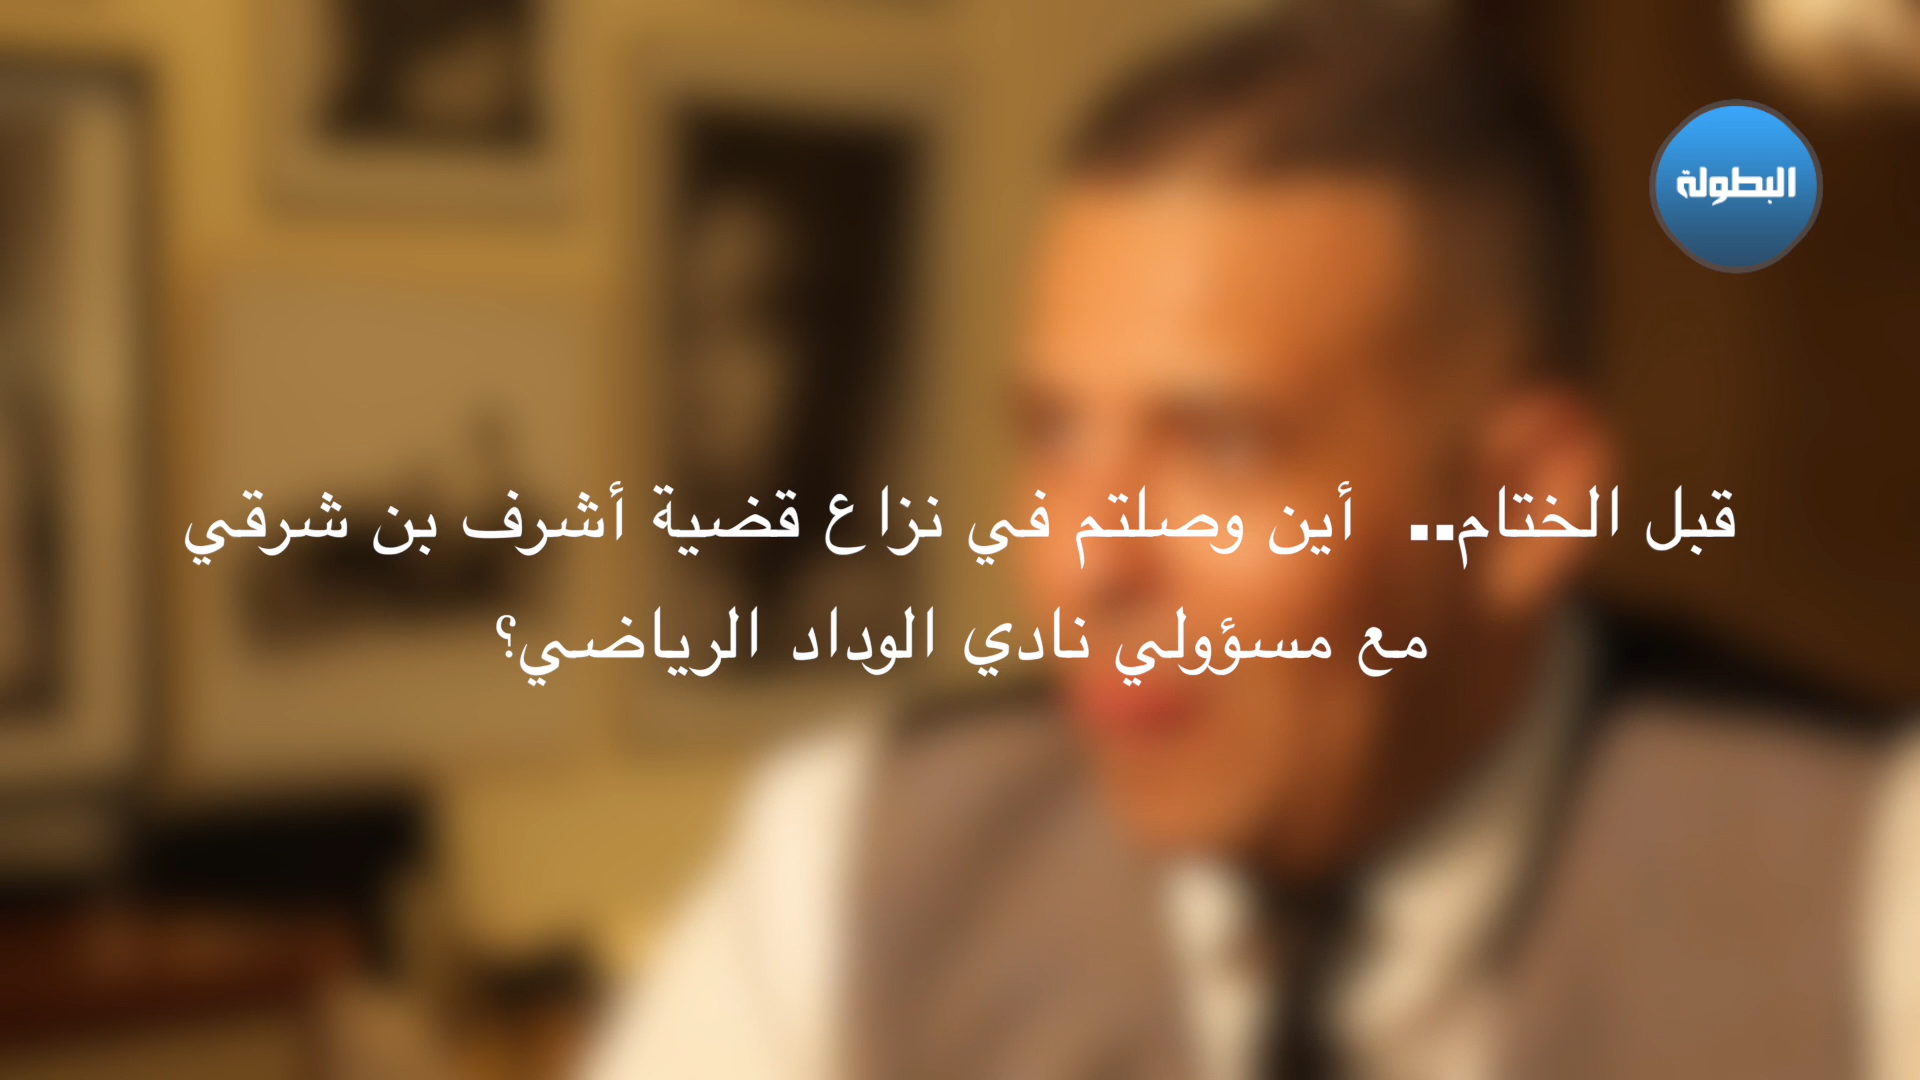 البطولة
قبل الختام.. أين وصلتم في نزاع قضية أشرف بن شرقي
مع مسؤولي نادي الوداد الرياضي؟